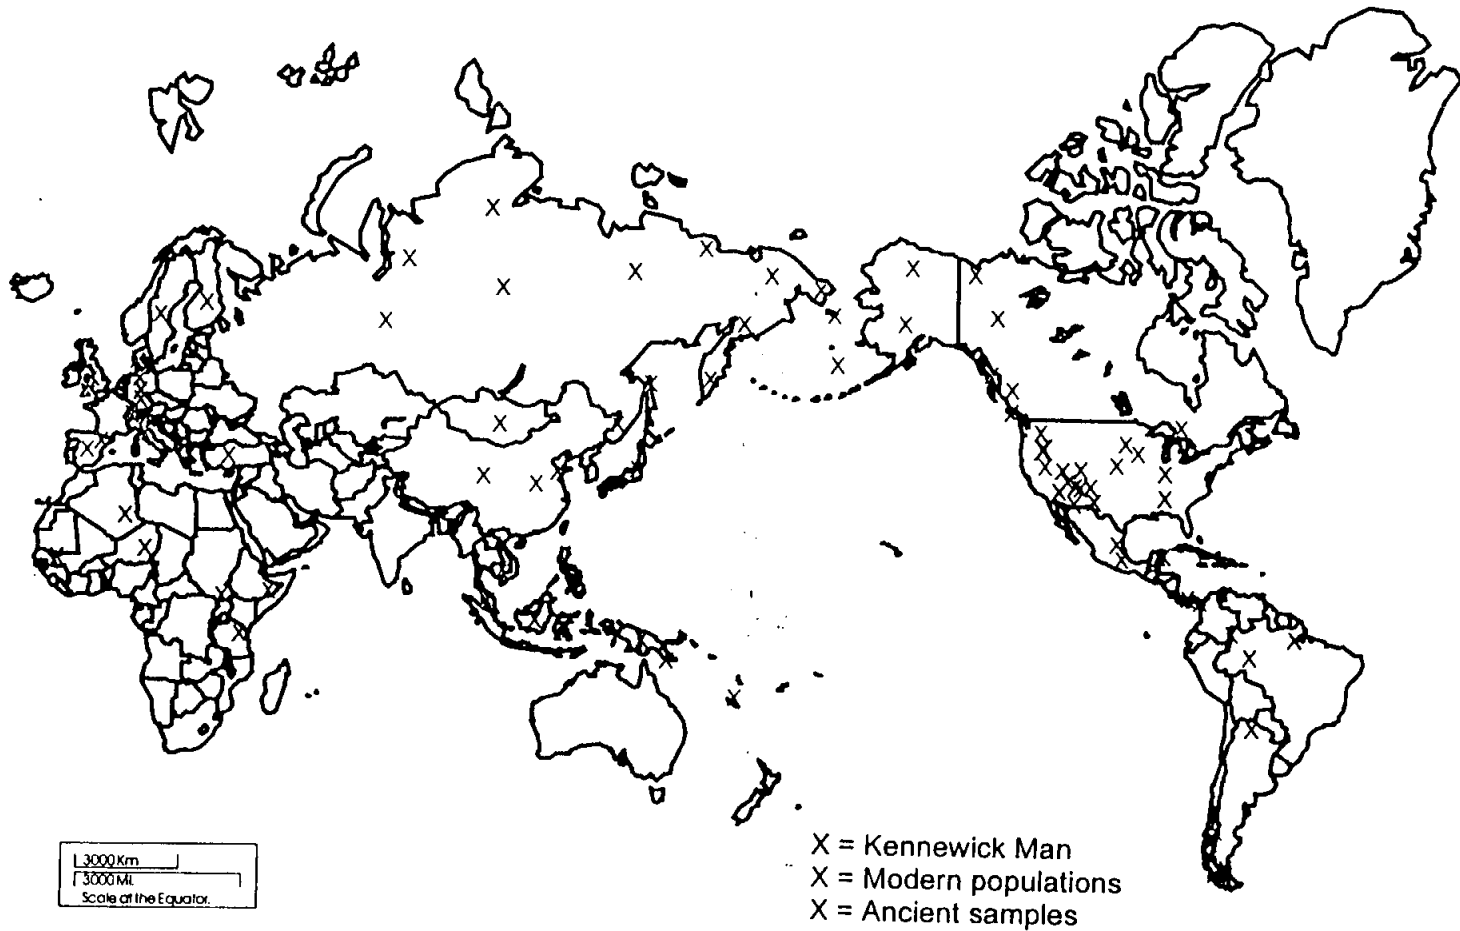 3000 Km
3000 Mi.
Scale at the Equator.
X = Kennewick Man
X = Modern populations
X = Ancient samples